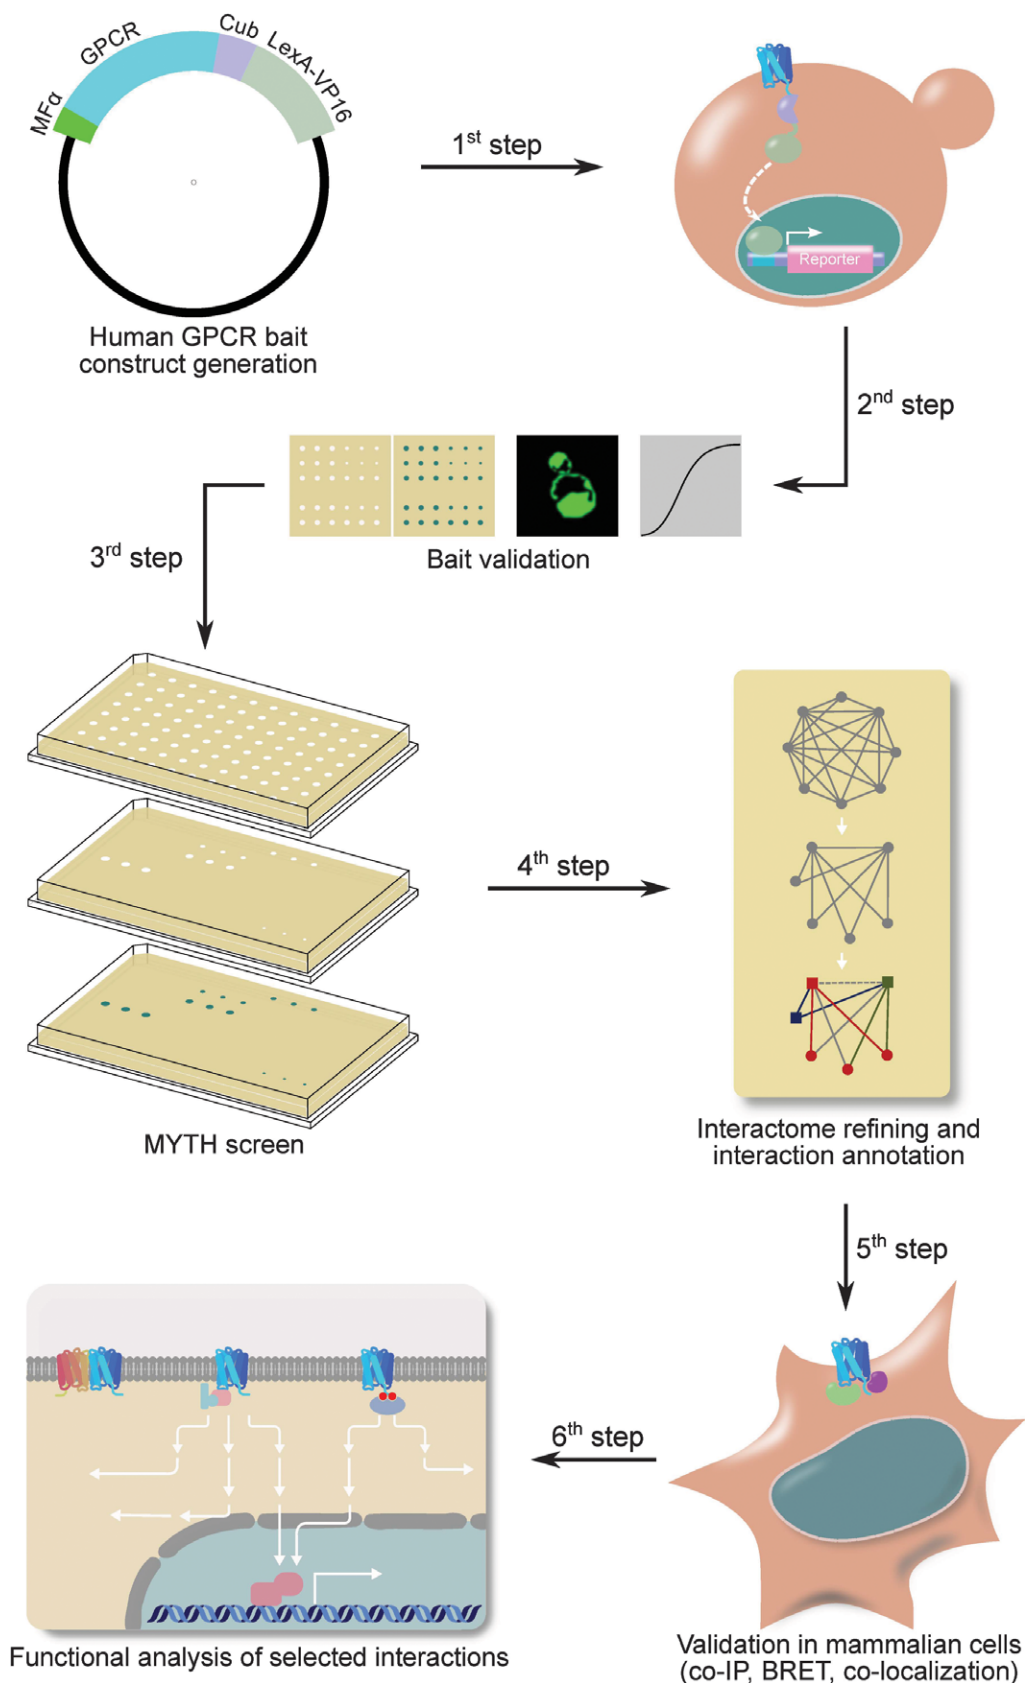 MFα
GPCR
Cub
LexA-VP16
1st step
Reporter
Human GPCR bait
construct generation
2nd step
Bait validation
3rd step
4th step
MYTH screen
Interactome refining and
interaction annotation
5th step
6th step
Functional analysis of selected interactions
Validation in mammalian cells
(co-IP, BRET, co-localization)